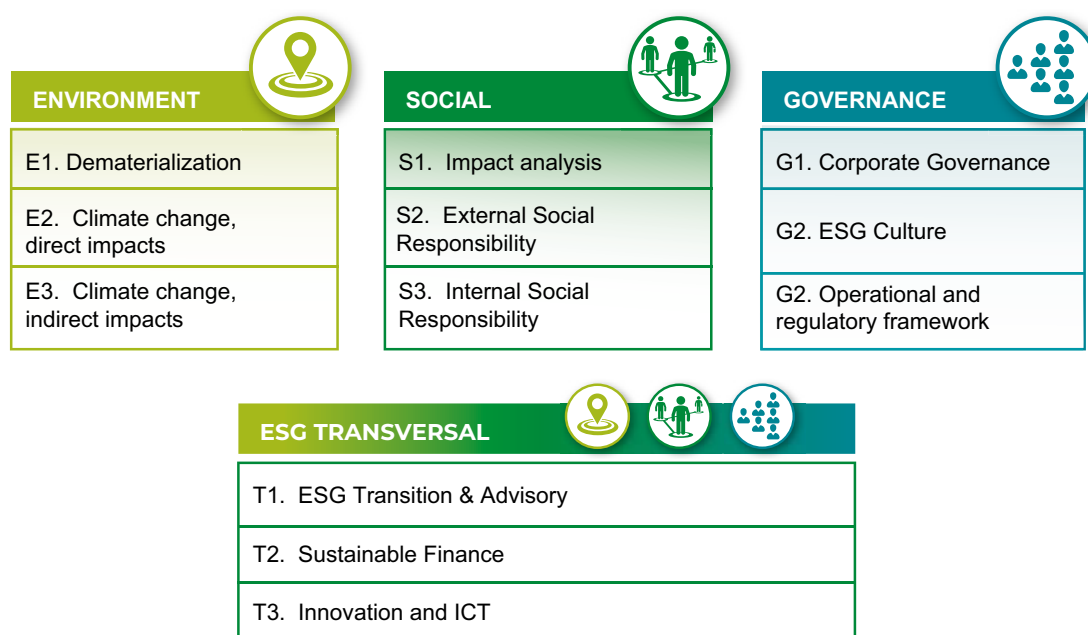 ENVIRONMENT
E1. Dematerialization
E2. Climate change,
direct impacts
E3. Climate change,
indirect impacts
SOCIAL
S1. Impact analysis
S2. External Social
Responsibility
S3. Internal Social
Responsibility
GOVERNANCE
G1. Corporate Governance
G2. ESG Culture
G2. Operational and
regulatory framework
ESG TRANSVERSAL
T1. ESG Transition & Advisory
T2. Sustainable Finance
T3. Innovation and ICT